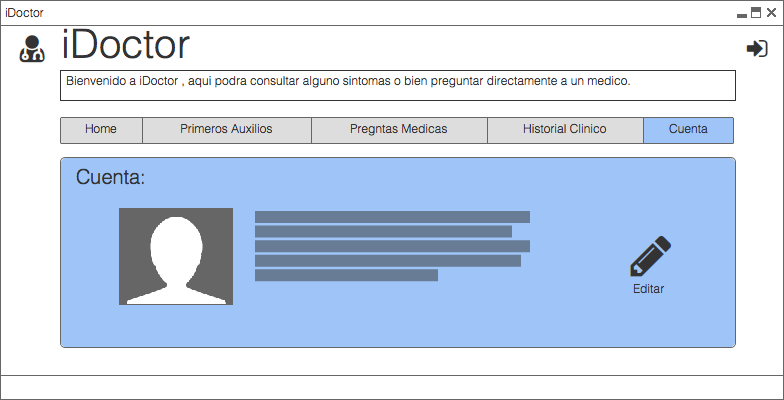 iDoctor
iDoctor
Bienvenido a iDoctor , aqui podra consultar alguno sintomas o bien preguntar directamente a un medico.
Home Primeros Auxilios Pregntas Medicas Historial Clinico Cuenta
Cuenta:
Editar